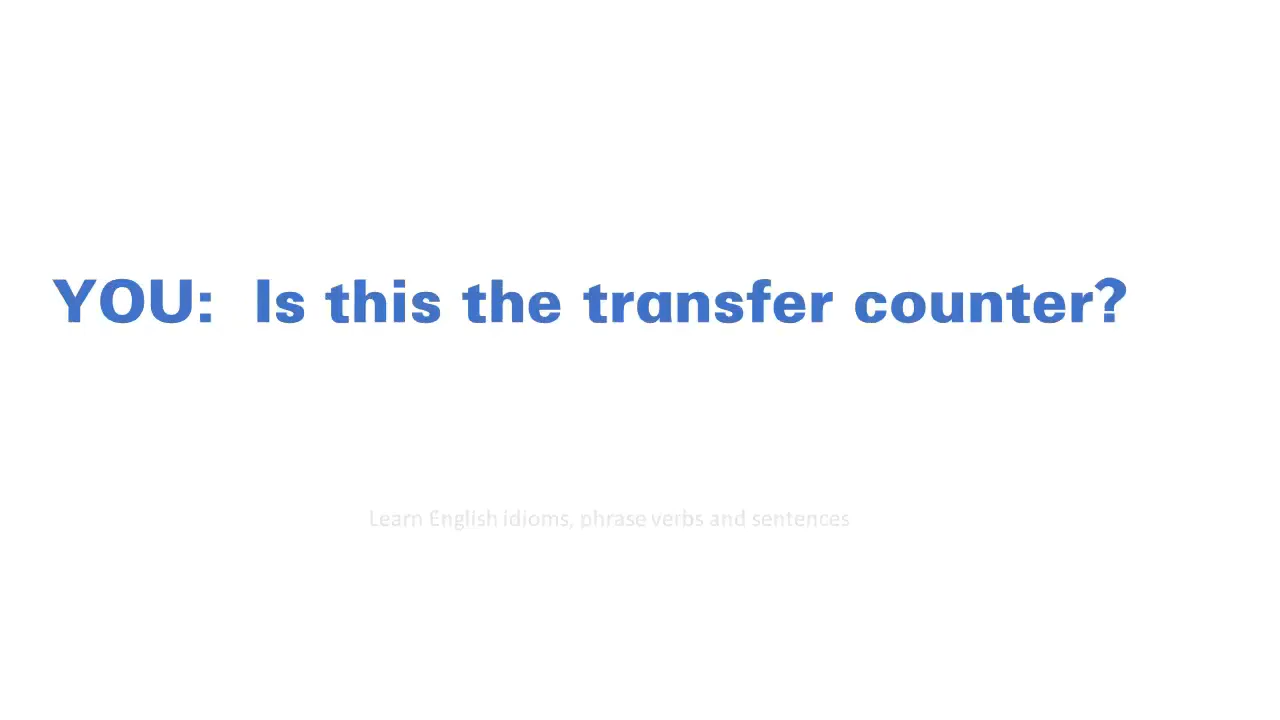 YOU: Is this the transfer counter?
Learn English idioms, phrase verbs and sentences